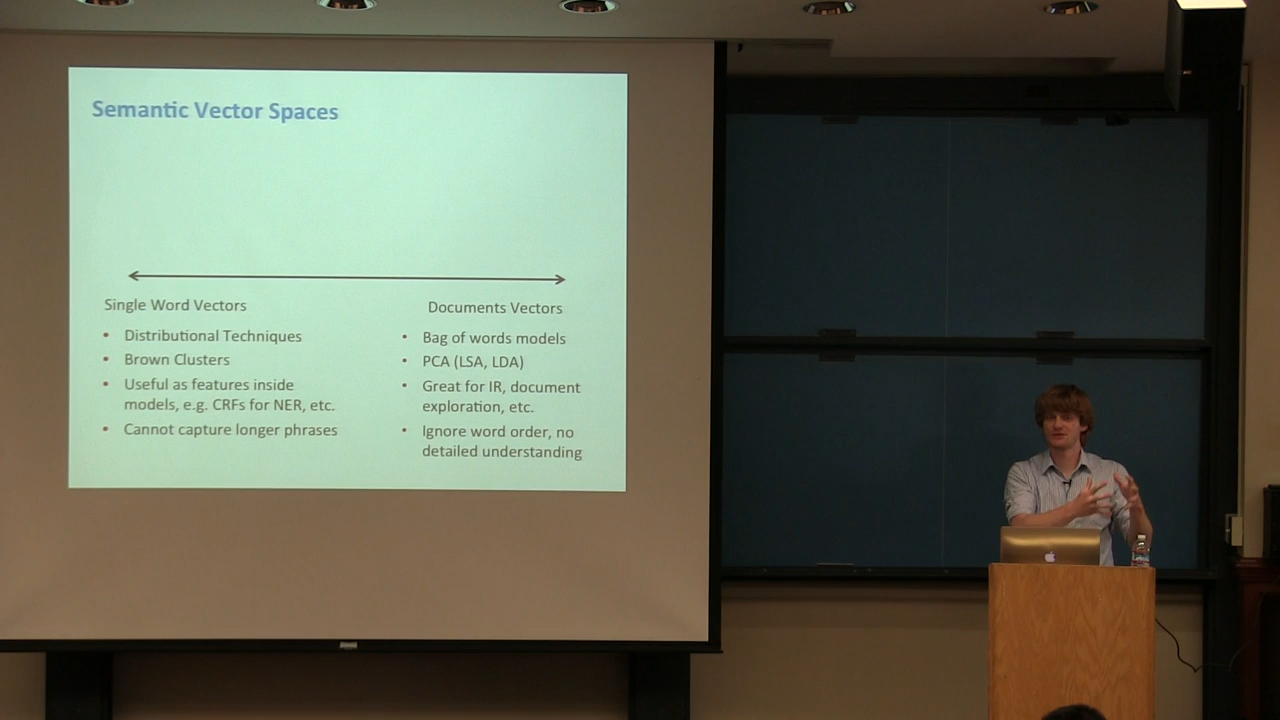 Semantic Vector Spaces
Single Word Vectors
• Distributional Techniques
• Brown Clusters
• Useful as features inside
models, e.g. CRFs for NER, etc.
• Cannot capture longer phrases
Documents Vectors
• Bag of words models
• PCA (LSA, LDA)
• Great for IR, document
exploration, etc.
• Ignore word order, no
detailed understanding